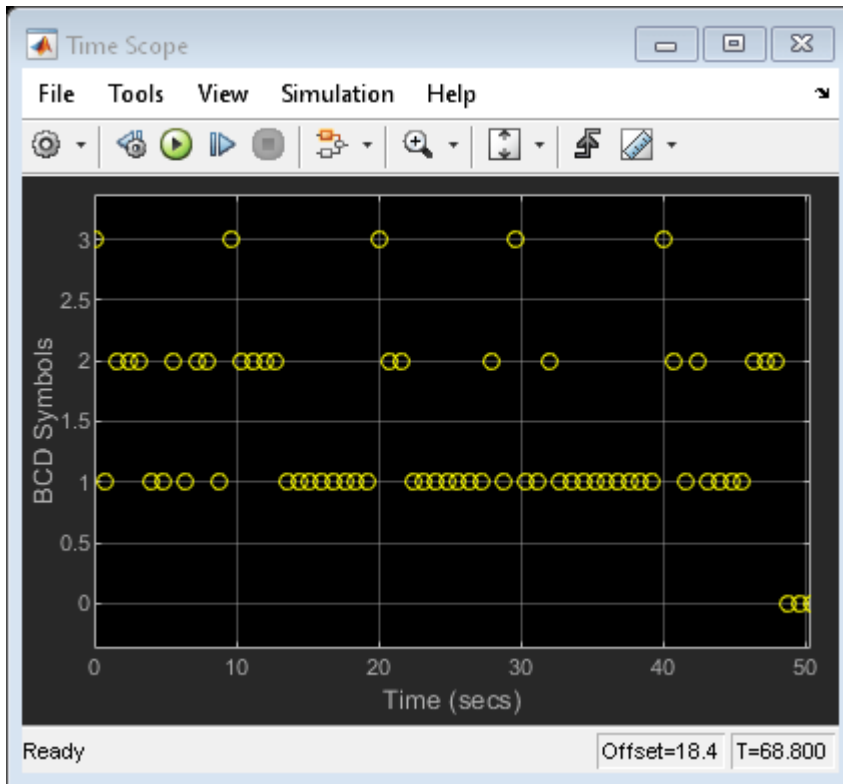 Time Scope
File Tools View Simulation Help
3
2.5
2
1.5
1
0.5
0
BCD Symbols
0 10 20 30 40 50
Time (secs)
Ready Offset=18.4 T=68.800